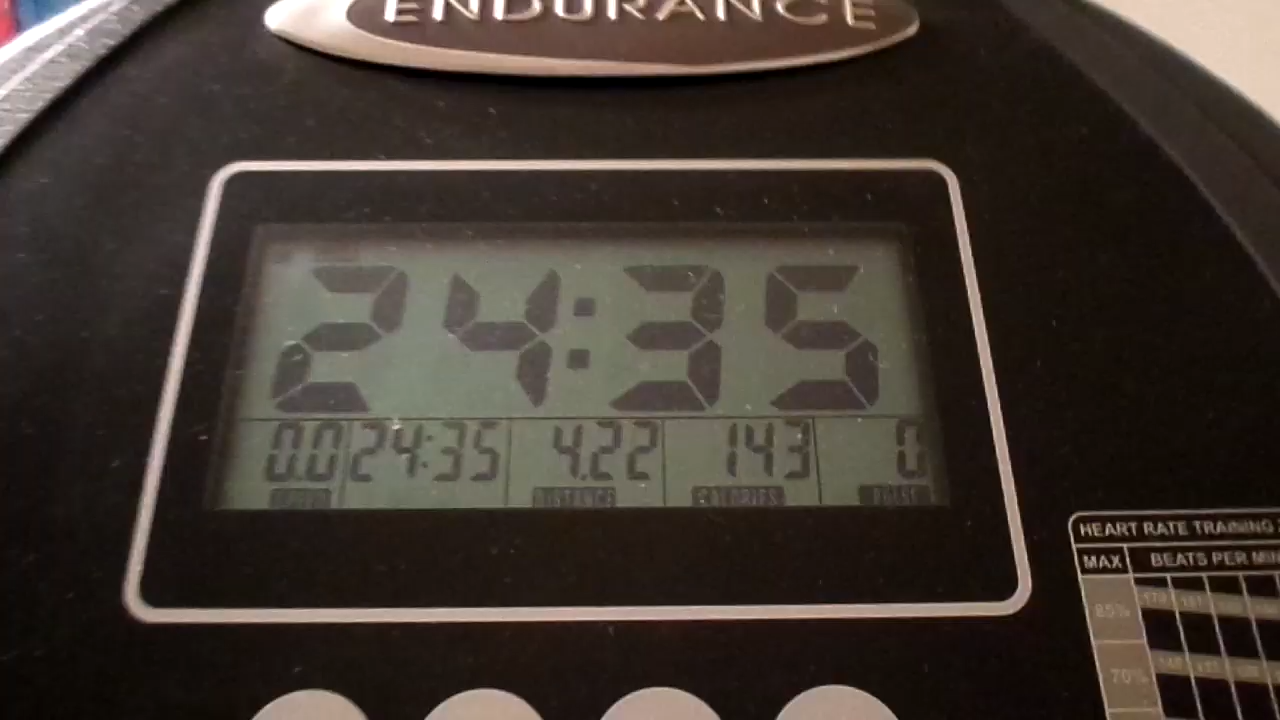 ENDURANCE
24:35
0.0 24:35 4.22 143 0
SPEED DISTANCE CALORIES PULSE
HEART RATE TRAINING
MAX BEATS PER MIN
85%
70%